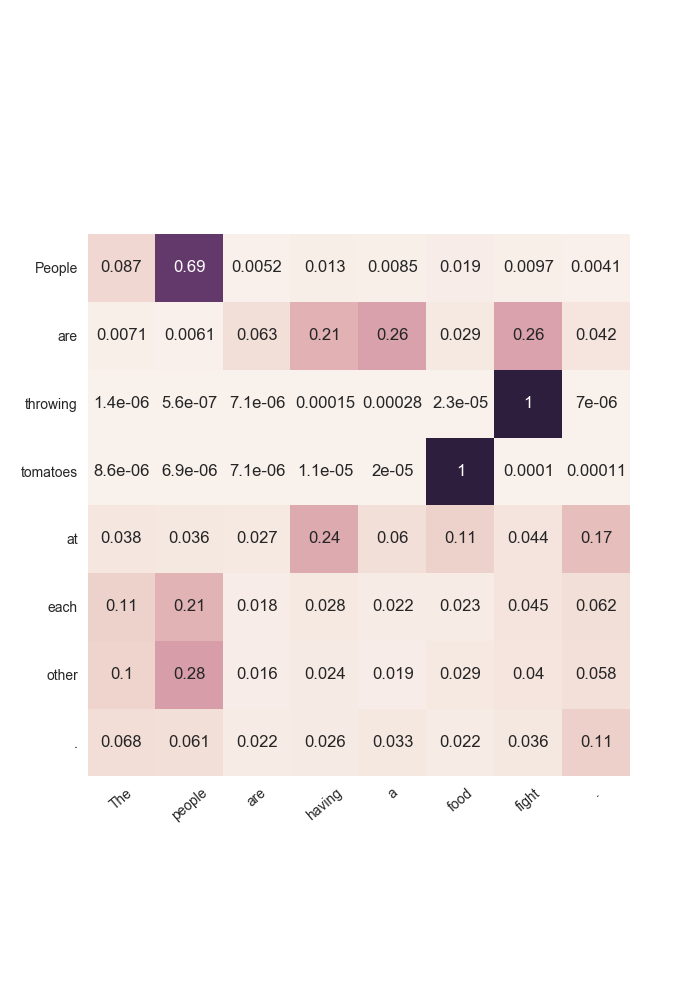 People 0.087 0.69 0.0052 0.013 0.0085 0.019 0.0097 0.0041
are 0.0071 0.0061 0.063 0.21 0.26 0.029 0.26 0.042
throwing 1.4e-06 5.6e-07 7.1e-06 0.00015 0.00028 2.3e-05 1 7e-06
tomatoes 8.6e-06 6.9e-06 7.1e-06 1.1e-05 2e-05 1 0.0001 0.00011
at 0.038 0.036 0.027 0.24 0.06 0.11 0.044 0.17
each 0.11 0.21 0.018 0.028 0.022 0.023 0.045 0.062
other 0.1 0.28 0.016 0.024 0.019 0.029 0.04 0.058
. 0.068 0.061 0.022 0.026 0.033 0.022 0.036 0.11
The people are having a food fight .